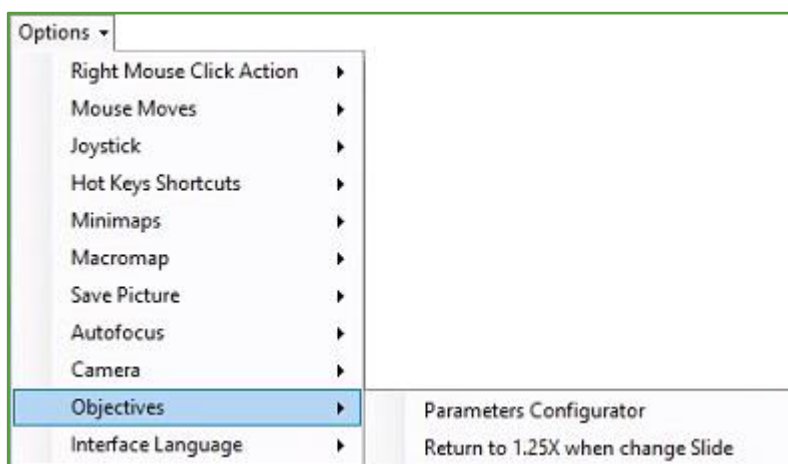 Options
Right Mouse Click Action
Mouse Moves
Joystick
Hot Keys Shortcuts
Minimaps
Macromap
Save Picture
Autofocus
Camera
Objectives
Parameters Configurator
Interface Language
Return to 1.25X when change Slide